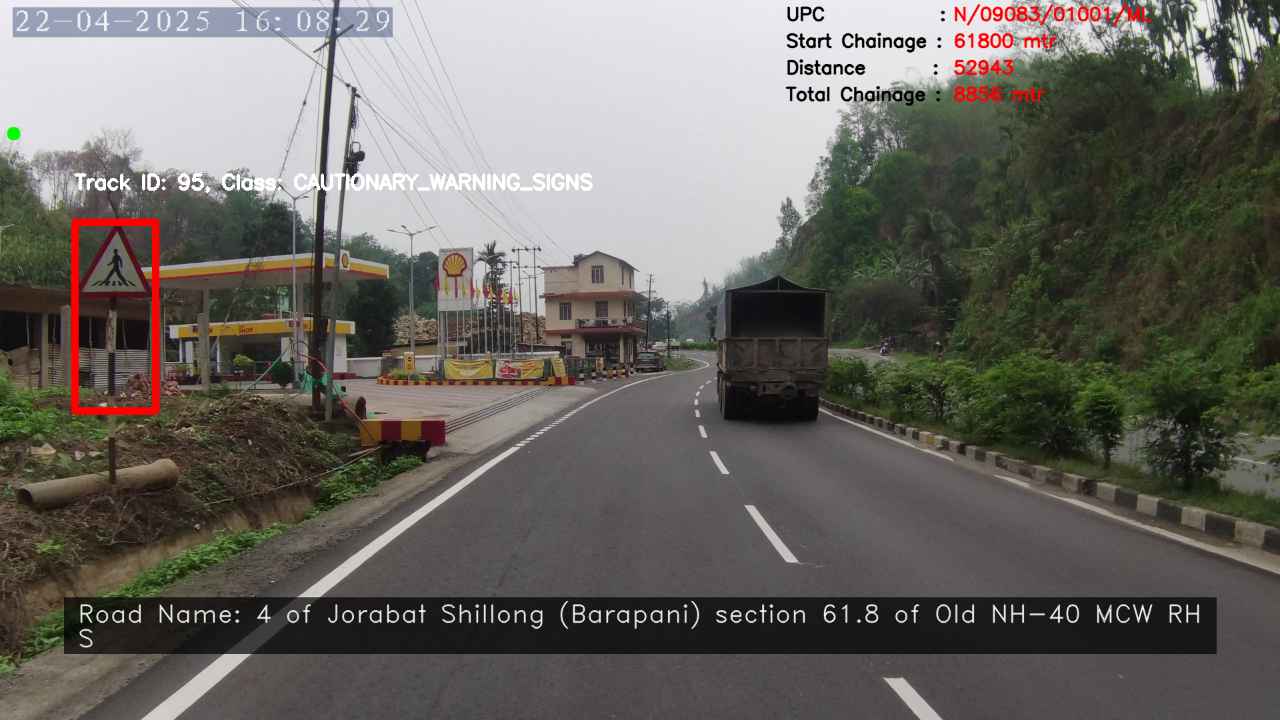 22-04-2025 16:08:29
UPC : N/09083/01001/ML
Start Chainage : 61800 mtr
Distance : 52943
Total Chainage : 8856 mtr
Track ID: 95, Class: CAUTIONARY_WARNING_SIGNS
Road Name: 4 of Jorabat Shillong (Barapani) section 61.8 of Old NH-40 MCW RH
S